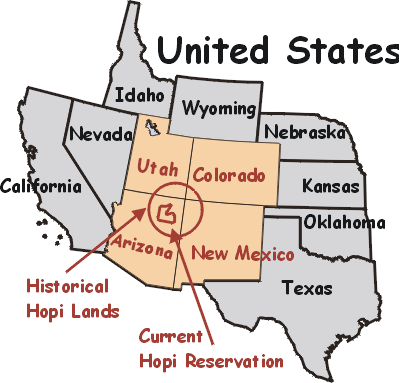 United States
Idaho
Wyoming
Nevada
Nebraska
Utah
Colorado
California
Kansas
Oklahoma
Arizona
New Mexico
Historical
Hopi Lands
Texas
Current
Hopi Reservation